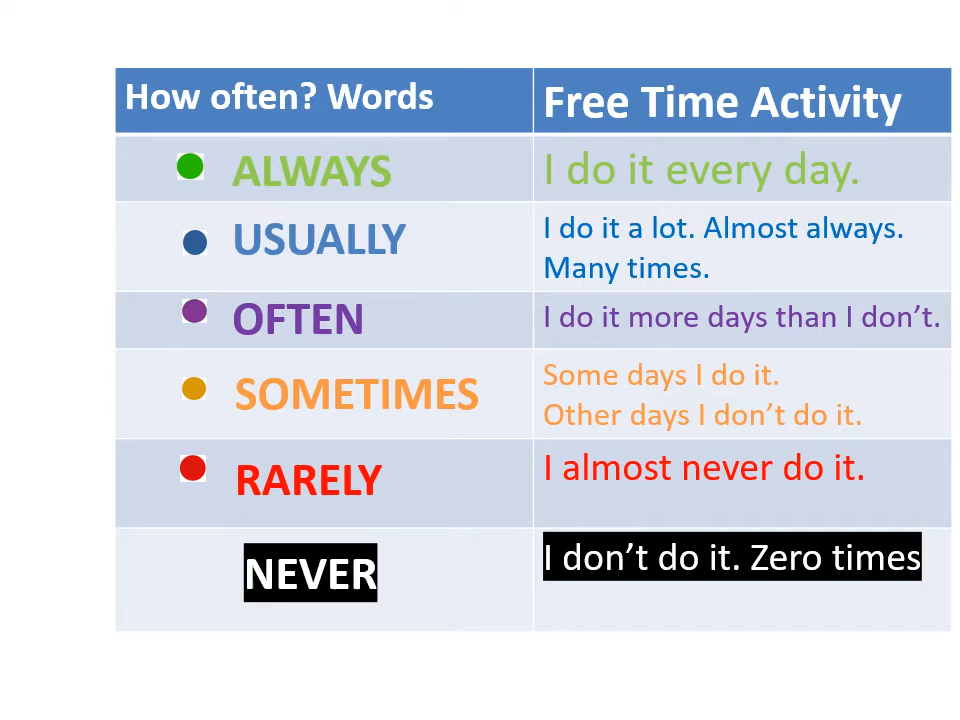 How often? Words
Free Time Activity
ALWAYS
I do it every day.
USUALLY
I do it a lot. Almost always.
Many times.
OFTEN
I do it more days than I don’t.
SOMETIMES
Some days I do it.
Other days I don’t do it.
RARELY
I almost never do it.
NEVER
I don’t do it. Zero times